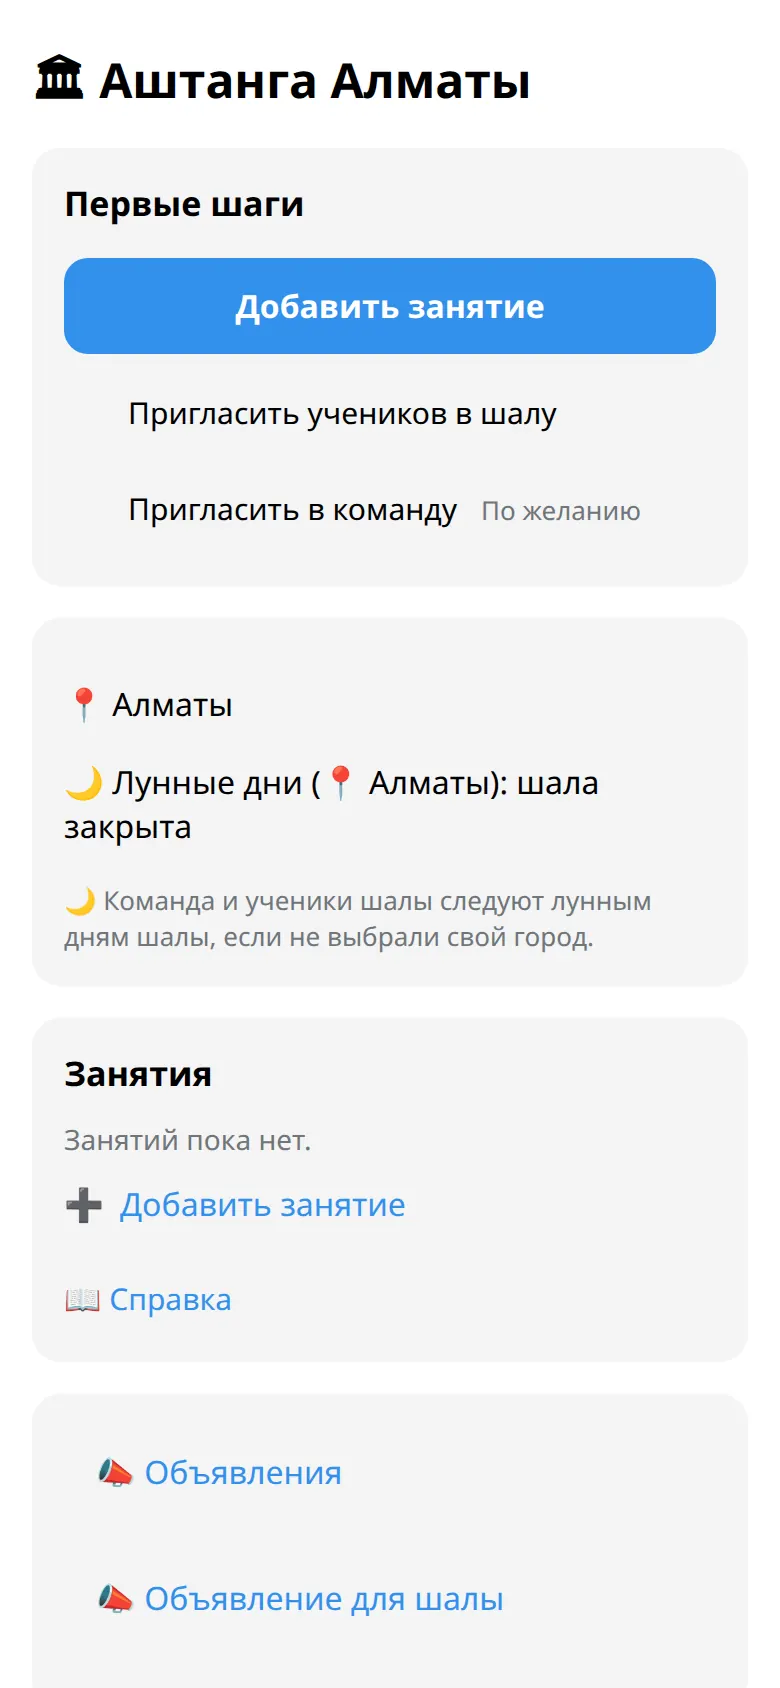 🏛 Аштанга Алматы
Первые шаги
Добавить занятие
Пригласить учеников в шалу
Пригласить в команду По желанию
📍 Алматы
🌙 Лунные дни (📍 Алматы): шала
закрыта
🌙 Команда и ученики шалы следуют лунным
дням шалы, если не выбрали свой город.
Занятия
Занятий пока нет.
➕ Добавить занятие
📖 Справка
📣 Объявления
📣 Объявление для шалы